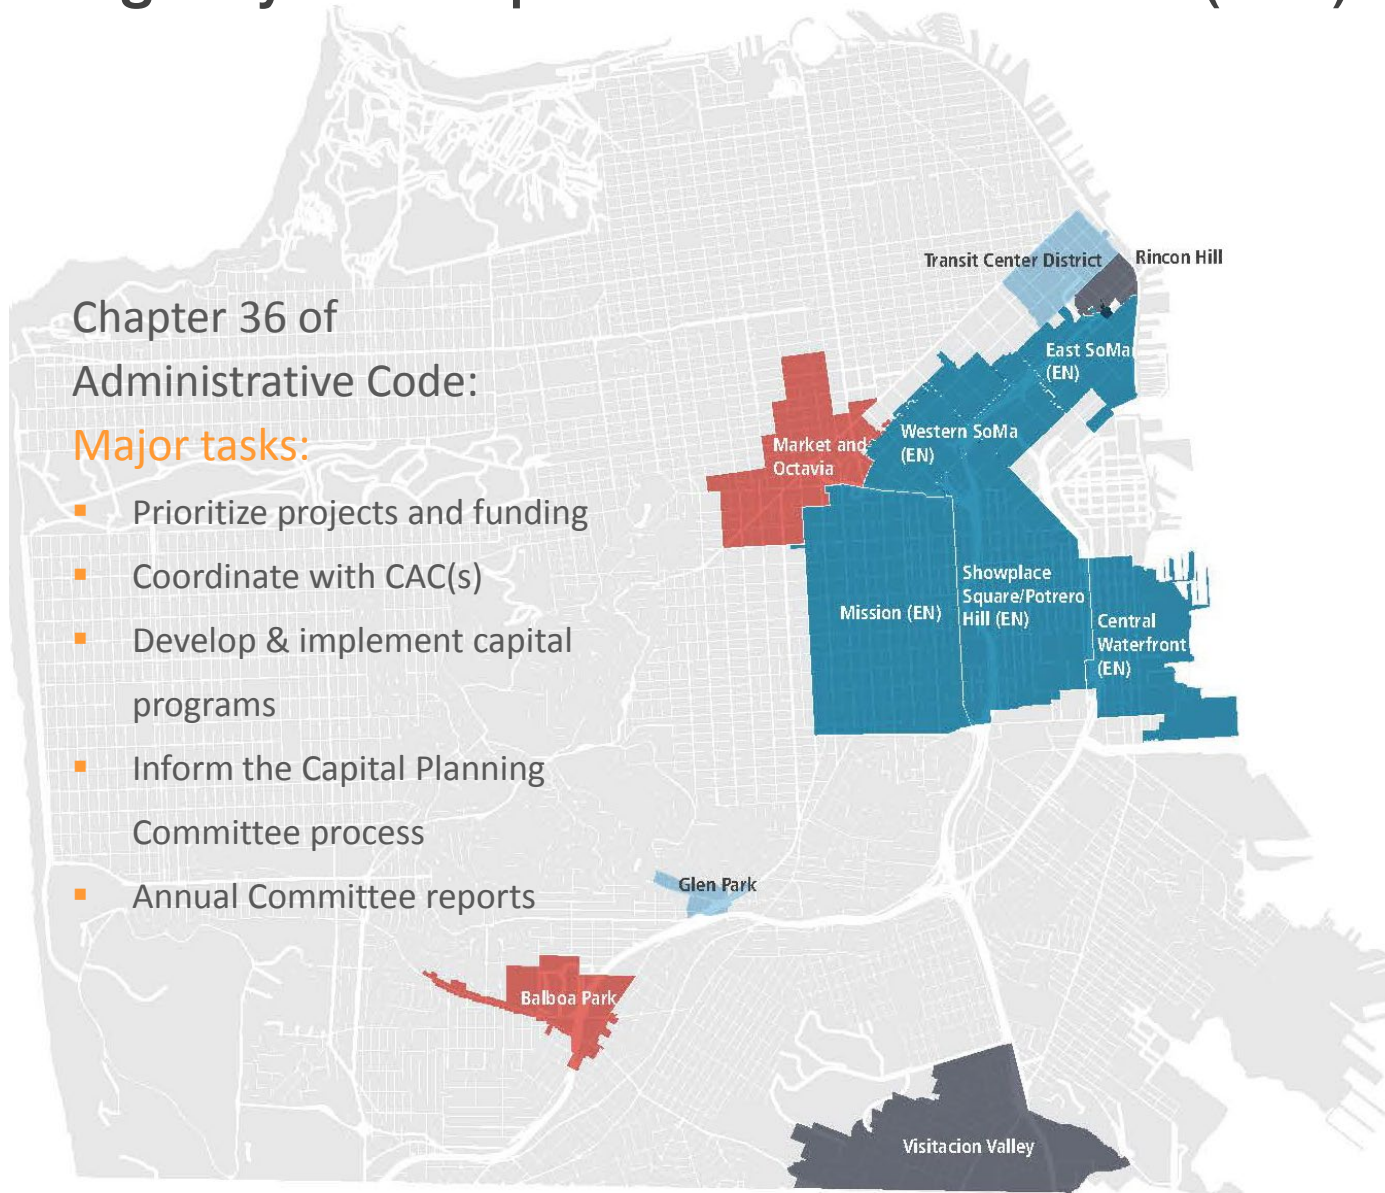 Chapter 36 of
Administrative Code:
Major tasks:
▪ Prioritize projects and funding
▪ Coordinate with CAC(s)
▪ Develop & implement capital
programs
▪ Inform the Capital Planning
Committee process
▪ Annual Committee reports
Transit Center District
Rincon Hill
East SoMa
(EN)
Market and
Octavia
Western SoMa
(EN)
Mission (EN)
Showplace
Square/Potrero
Hill (EN)
Central
Waterfront
(EN)
Glen Park
Balboa Park
Visitacion Valley